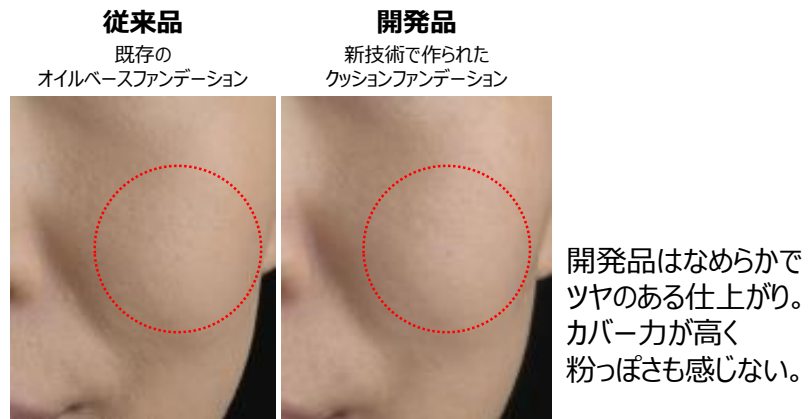 従来品
既存の
オイルベースファンデーション
開発品
新技術で作られた
クッションファンデーション
開発品はなめらかで
ツヤのある仕上がり。
カバー力が高く
粉っぽさも感じない。